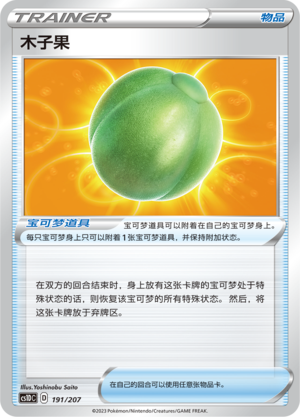 TRAINER 物品
木子果
宝可梦道具 宝可梦道具可以附着在自己的宝可梦身上。
每只宝可梦身上只可以附着1张宝可梦道具，并保持附加状态。
在双方的回合结束时，身上放有这张卡牌的宝可梦处于特
殊状态的话，则恢复该宝可梦的所有特殊状态。然后，将
这张卡牌放于弃牌区。
Illus.Yoshinobu Saito
CS1DC D 191/207
在自己的回合可以使用任意张物品卡。
©2023 Pokémon/Nintendo/Creatures/GAME FREAK.